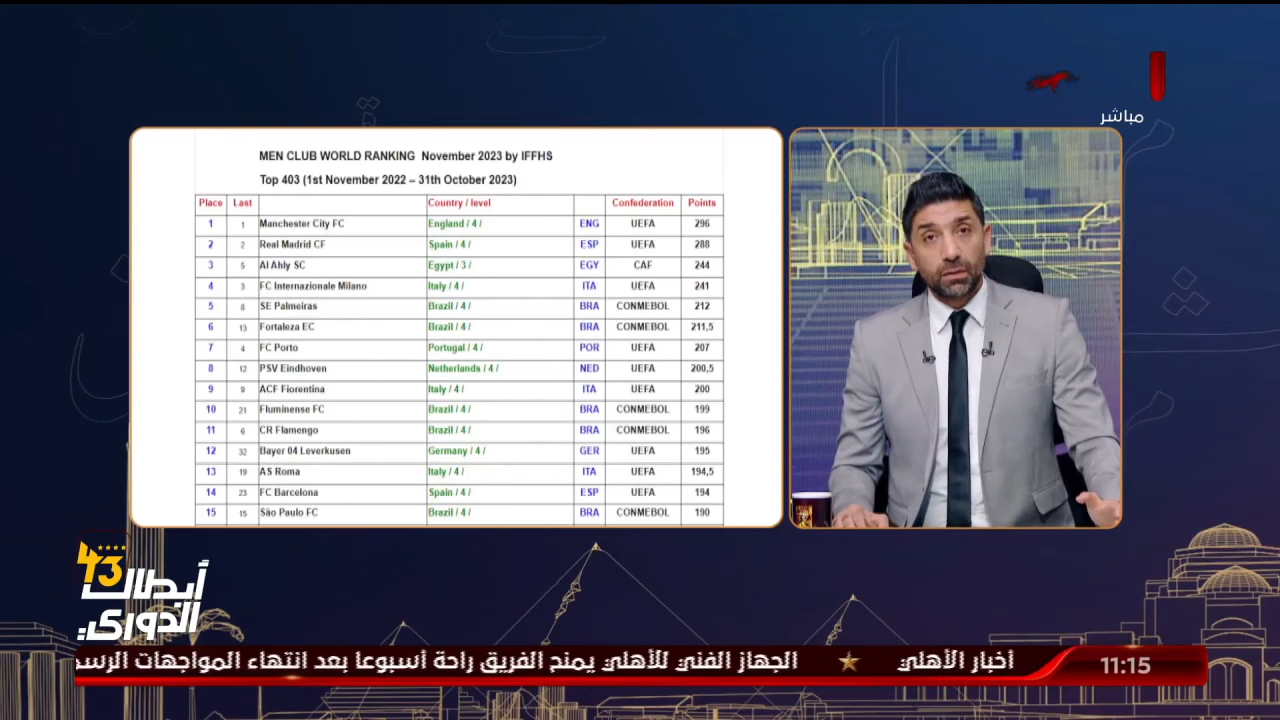 مباشر
MEN CLUB WORLD RANKING November 2023 by IFFHS
Top 403 (1st November 2022 – 31th October 2023)
Place Last Country / level Confederation Points
1 1 Manchester City FC England / 4 / ENG UEFA 296
2 2 Real Madrid CF Spain / 4 / ESP UEFA 288
3 5 Al Ahly SC Egypt / 3 / EGY CAF 244
4 3 FC Internazionale Milano Italy / 4 / ITA UEFA 241
5 8 SE Palmeiras Brazil / 4 / BRA CONMEBOL 212
6 13 Fortaleza EC Brazil / 4 / BRA CONMEBOL 211,5
7 4 FC Porto Portugal / 4 / POR UEFA 207
8 12 PSV Eindhoven Netherlands / 4 / NED UEFA 200,5
9 9 ACF Fiorentina Italy / 4 / ITA UEFA 200
10 21 Fluminense FC Brazil / 4 / BRA CONMEBOL 199
11 6 CR Flamengo Brazil / 4 / BRA CONMEBOL 196
12 32 Bayer 04 Leverkusen Germany / 4 / GER UEFA 195
13 19 AS Roma Italy / 4 / ITA UEFA 194,5
14 23 FC Barcelona Spain / 4 / ESP UEFA 194
15 15 São Paulo FC Brazil / 4 / BRA CONMEBOL 190
43
أبطال
الدوري
11:15 أخبار الأهلي الجهاز الفني للأهلي يمنح الفريق راحة أسبوعا بعد انتهاء المواجهات الرسم